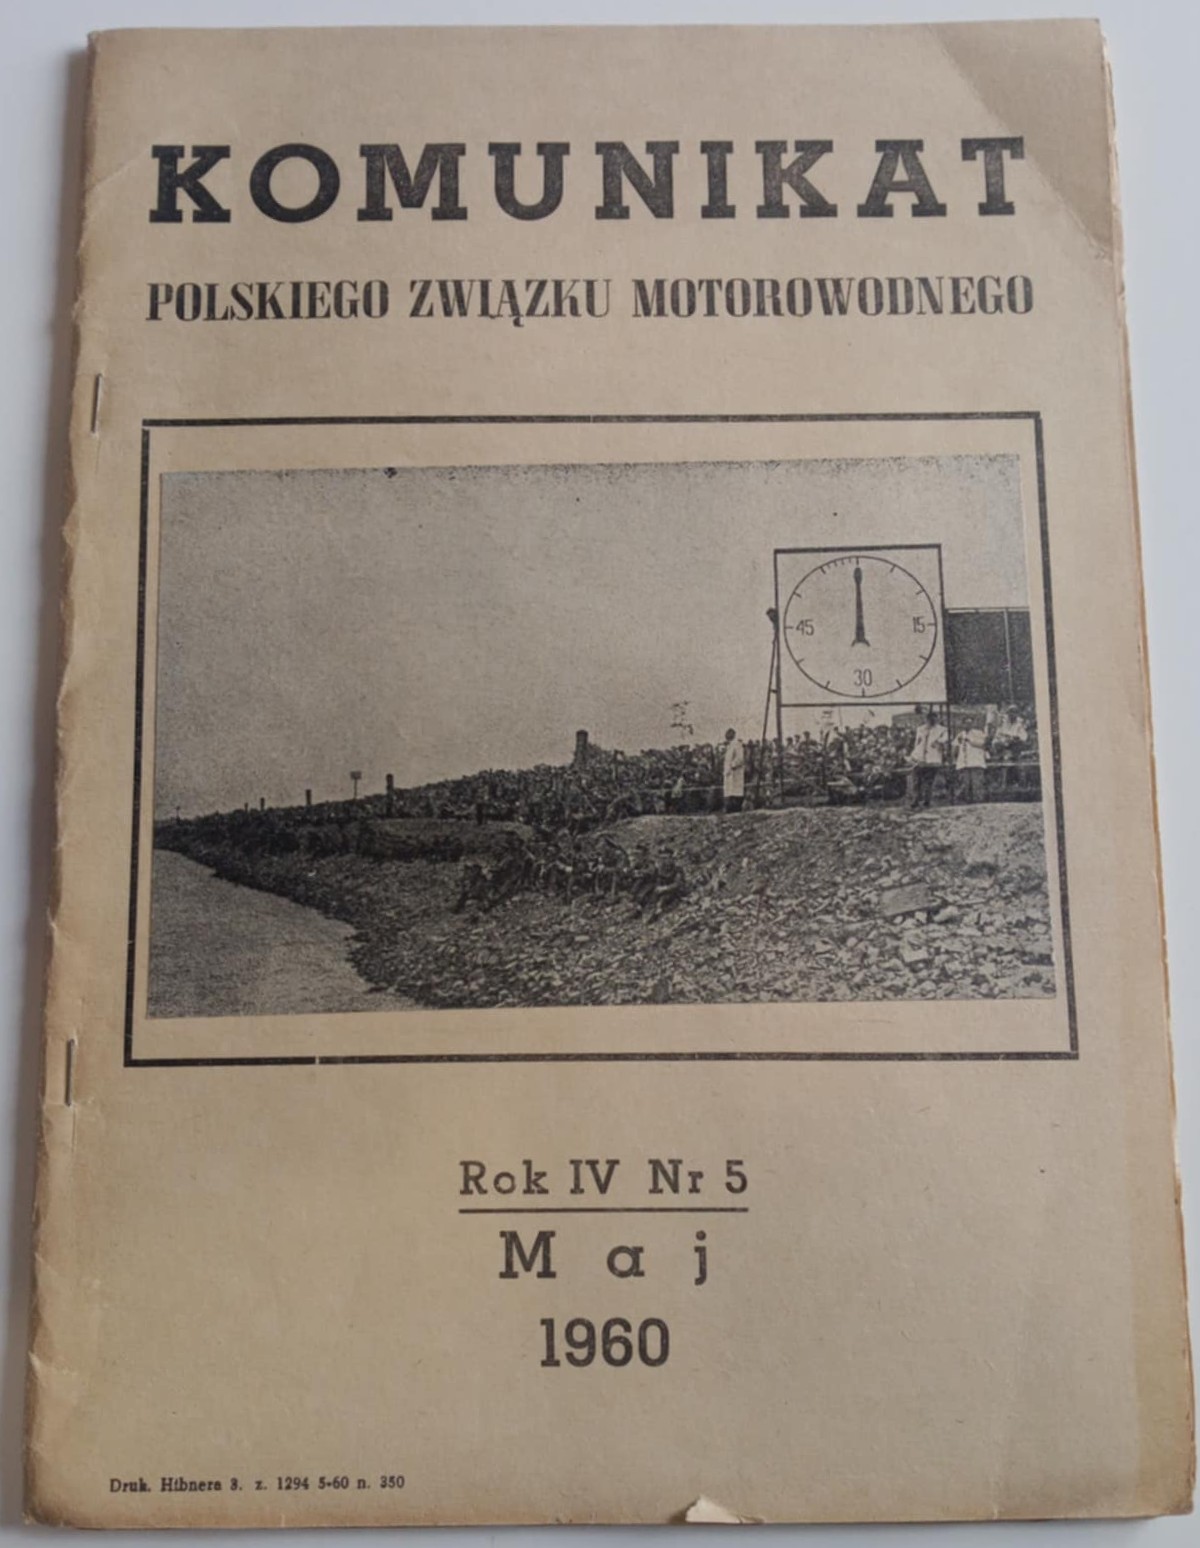 KOMUNIKAT
POLSKIEGO ZWIĄZKU MOTOROWODNEGO
45 15
30
Rok IV Nr 5
Maj
1960
Druk. Hibnera 3. z. 1294 5-60 n. 350